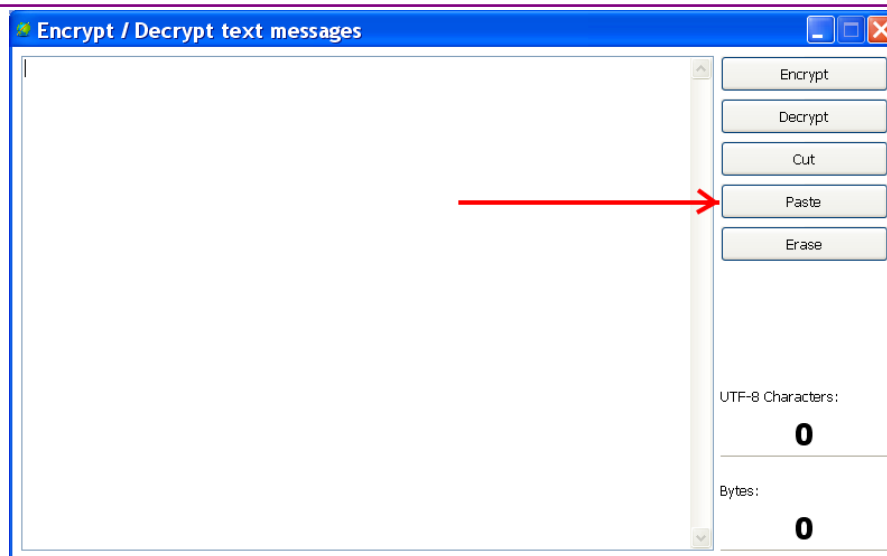 Encrypt / Decrypt text messages
Encrypt
Decrypt
Cut
Paste
Erase
UTF-8 Characters:
0
Bytes:
0